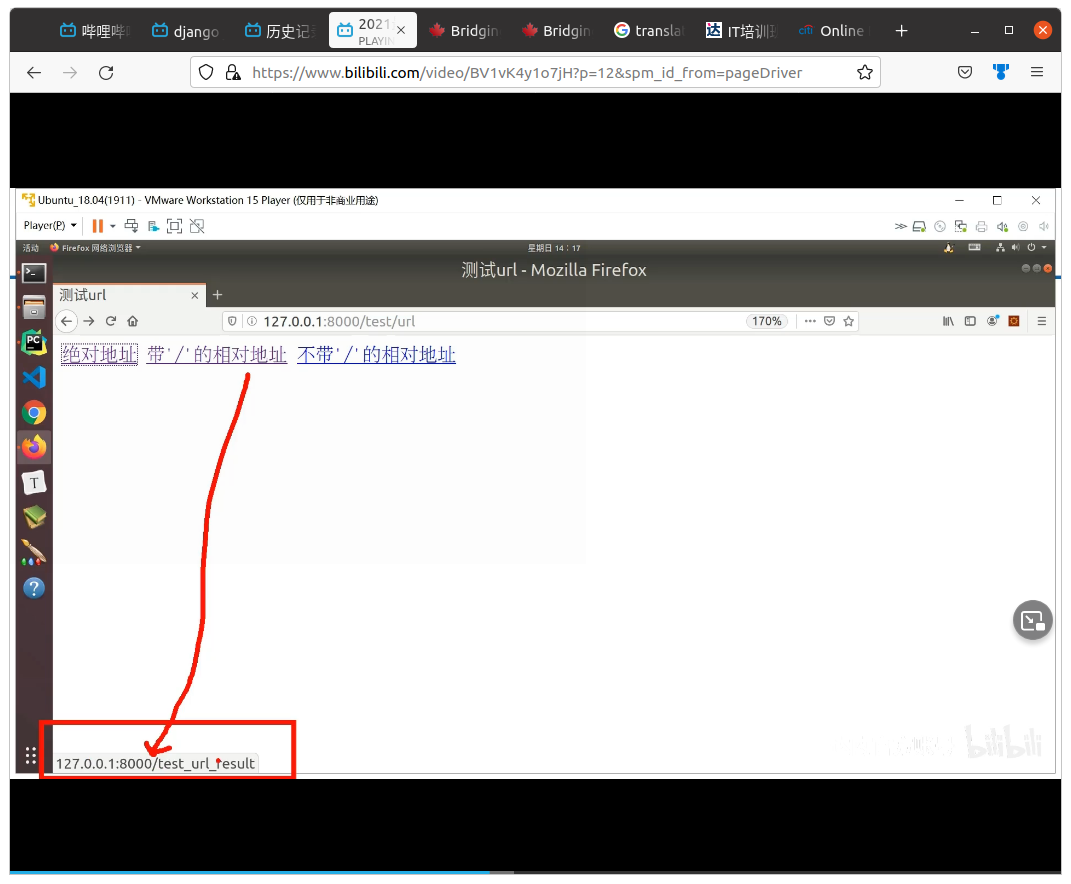 哔哩哔
django
历史记
2021
PLAYIN
Bridgin
Bridgin
translat
达 IT培训班
citi Online
https://www.bilibili.com/video/BV1vK4y1o7jH?p=12&spm_id_from=pageDriver
Ubuntu_18.04(1911) - VMware Workstation 15 Player (仅用于非商业用途)
Player(P)
活动 Firefox 网络浏览器 星期日 14：17
测试url - Mozilla Firefox
测试url
127.0.0.1:8000/test/url 170%
绝对地址 带'/'的相对地址 不带'/'的相对地址
PC
T
?
bilibili
127.0.0.1:8000/test_url_result